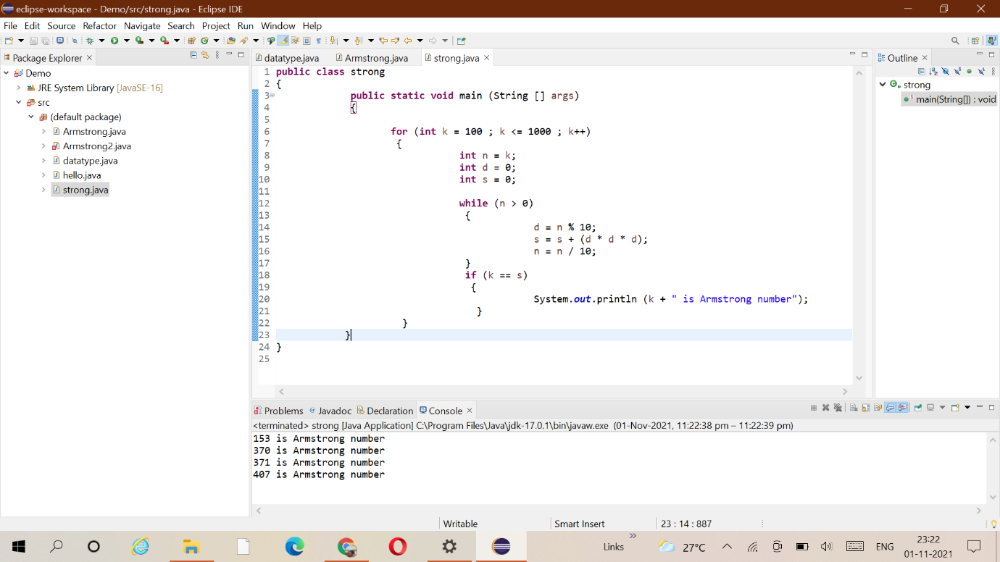 eclipse-workspace - Demo/src/strong.java - Eclipse IDE
File Edit Source Refactor Navigate Search Project Run Window Help
Package Explorer
Demo
JRE System Library [JavaSE-16]
src
(default package)
Armstrong.java
Armstrong2.java
datatype.java
hello.java
strong.java
datatype.java Armstrong.java strong.java
1 public class strong
2 {
3 public static void main (String [] args)
4 {
5
6 for (int k = 100 ; k <= 1000 ; k++)
7 {
8 int n = k;
9 int d = 0;
10 int s = 0;
11
12 while (n > 0)
13 {
14 d = n % 10;
15 s = s + (d * d * d);
16 n = n / 10;
17 }
18 if (k == s)
19 {
20 System.out.println (k + " is Armstrong number");
21 }
22 }
23 }
24 }
25
Outline
strong
main(String[]) : void
Problems Javadoc Declaration Console
<terminated> strong [Java Application] C:\Program Files\Java\jdk-17.0.1\bin\javaw.exe (01-Nov-2021, 11:22:38 pm – 11:22:39 pm)
153 is Armstrong number
370 is Armstrong number
371 is Armstrong number
407 is Armstrong number
Writable Smart Insert 23 : 14 : 887
Links 27°C ENG 23:22
01-11-2021